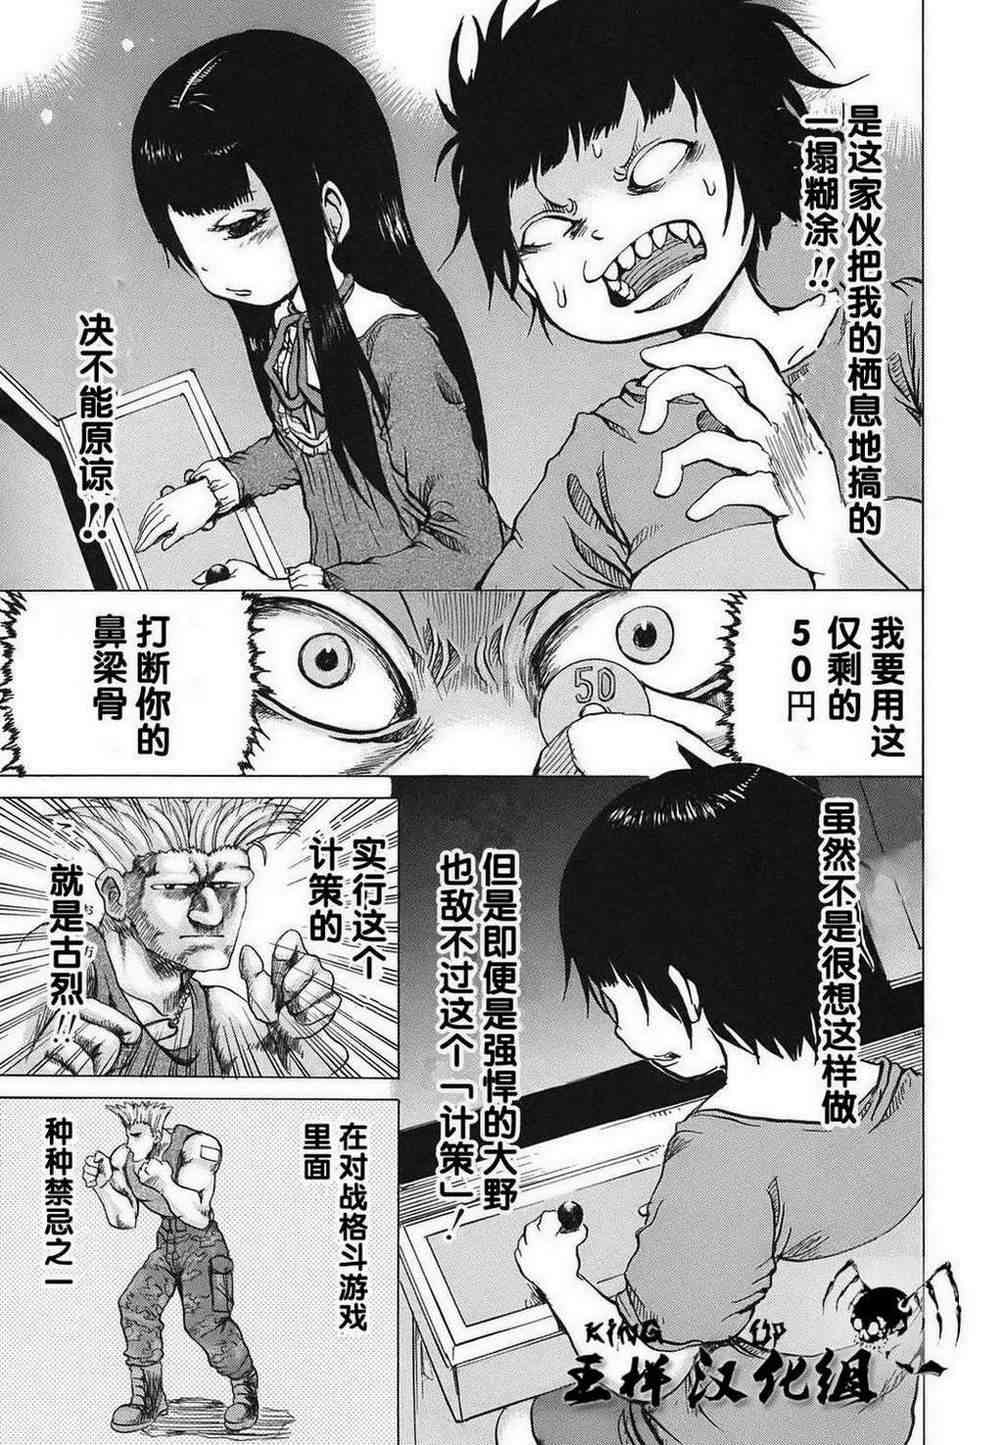 是这家伙把我的栖息地搞的
一塌糊涂!!
决不能原谅!!
我要用这
仅剩的
50円
50
打断你的
鼻梁骨
虽然不是很想这样做
但是即便是强悍的大野
也敌不过这个「计策」!
实行这个
计策的
就是古烈!!
在对战格斗游戏
里面
种种禁忌之一
KING
王样汉化组